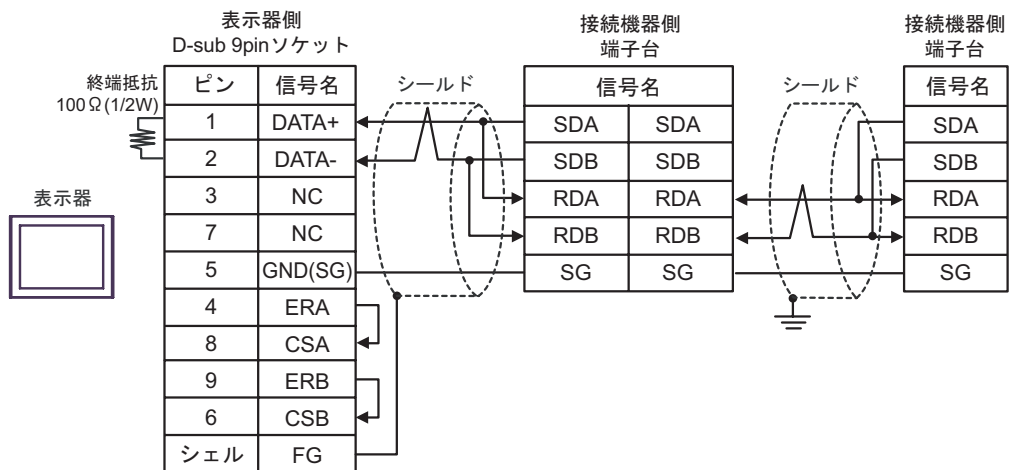 表示器側
D-sub 9pinソケット
接続機器側
端子台
接続機器側
端子台
終端抵抗
100Ω(1/2W)
ピン 信号名
シールド
信号名
シールド
信号名
1 DATA+
SDA SDA
SDA
2 DATA-
SDB SDB
SDB
表示器
3 NC
RDA RDA
RDA
7 NC
RDB RDB
RDB
5 GND(SG)
SG SG
SG
4 ERA
8 CSA
9 ERB
6 CSB
シェル FG